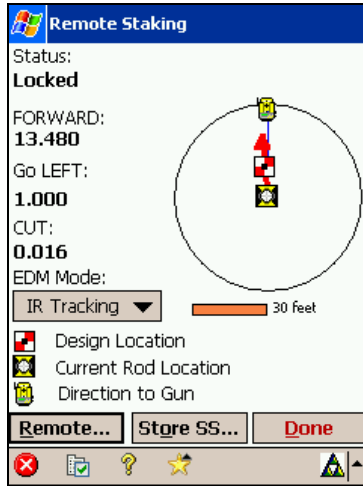 Remote Staking
Status:
Locked
FORWARD:
13.480
Go LEFT:
1.000
CUT:
0.016
EDM Mode:
IR Tracking
30 feet
Design Location
Current Rod Location
Direction to Gun
Remote... Store SS... Done